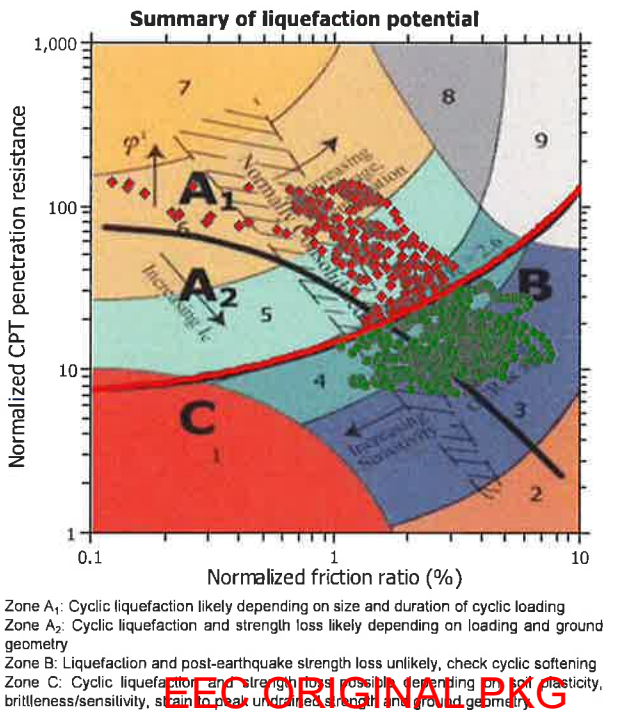 Summary of liquefaction potential
1,000
7
8
9
φ'
A1
Normally Consolidated
Increasing
6
100
2.6
A2
B
Increasing Ic
5
10
4
3
C
1
Increasing
Sensitivity
2
1
0.1
1
10
Normalized CPT penetration resistance
Normalized friction ratio (%)
Zone A1: Cyclic liquefaction likely depending on size and duration of cyclic loading
Zone A2: Cyclic liquefaction and strength loss likely depending on loading and ground
geometry
Zone B: Liquefaction and post-earthquake strength loss unlikely, check cyclic softening
Zone C: Cyclic liquefaction and strength loss possible depending on soil plasticity,
brittleness/sensitivity, strain to peak undrained strength and ground geometry
EEC ORIGINAL PKG